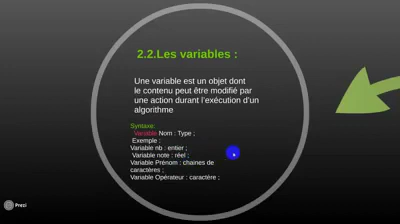 2.2.Les variables :
Une variable est un objet dont
le contenu peut être modifié par
une action durant l'exécution d'un
algorithme
Syntaxe:
Variable Nom : Type ;
Exemple :
Variable nb : entier ;
Variable note : réel ;
Variable Prénom : chaines de
caractères ;
Variable Opérateur : caractère ;
Prezi